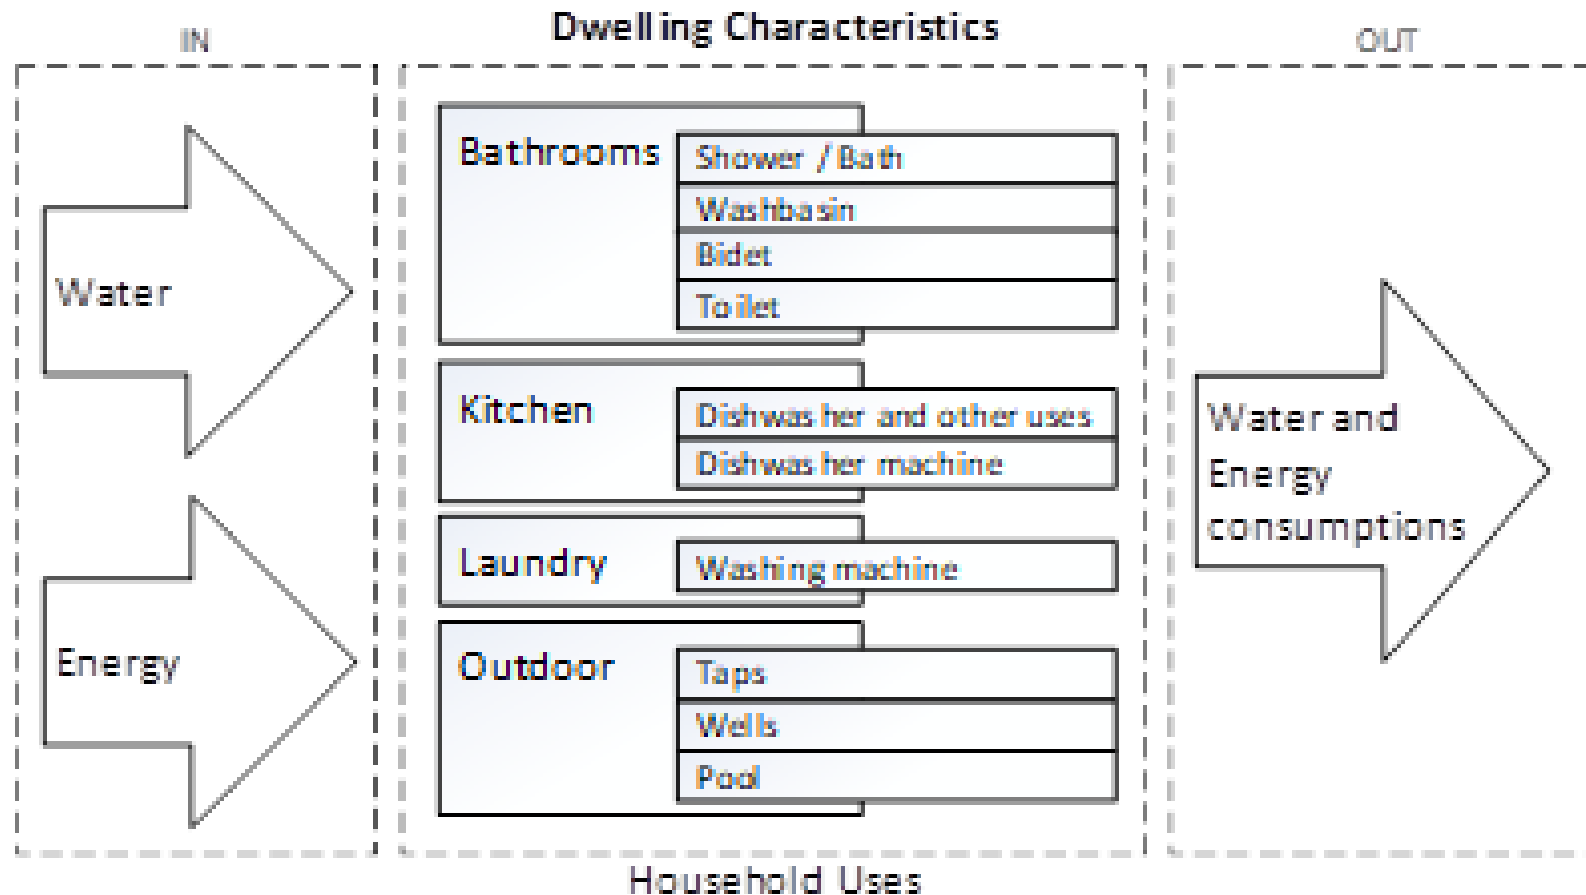 IN
Dwelling Characteristics
OUT
Water
Energy
Bathrooms
Shower / Bath
Washbasin
Bidet
Toilet
Kitchen
Dishwasher and other uses
Dishwasher machine
Laundry
Washing machine
Outdoor
Taps
Wells
Pool
Water and
Energy
consumptions
Household Uses